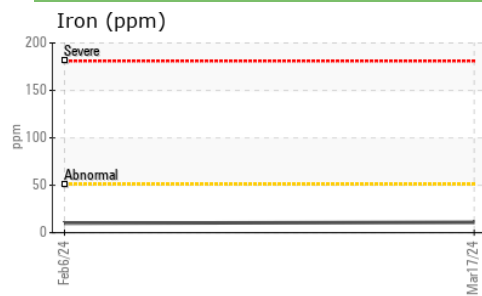 Iron (ppm)
200
Severe
150
ppm
100
Abnormal
50
0
Feb6/24
Mar17/24